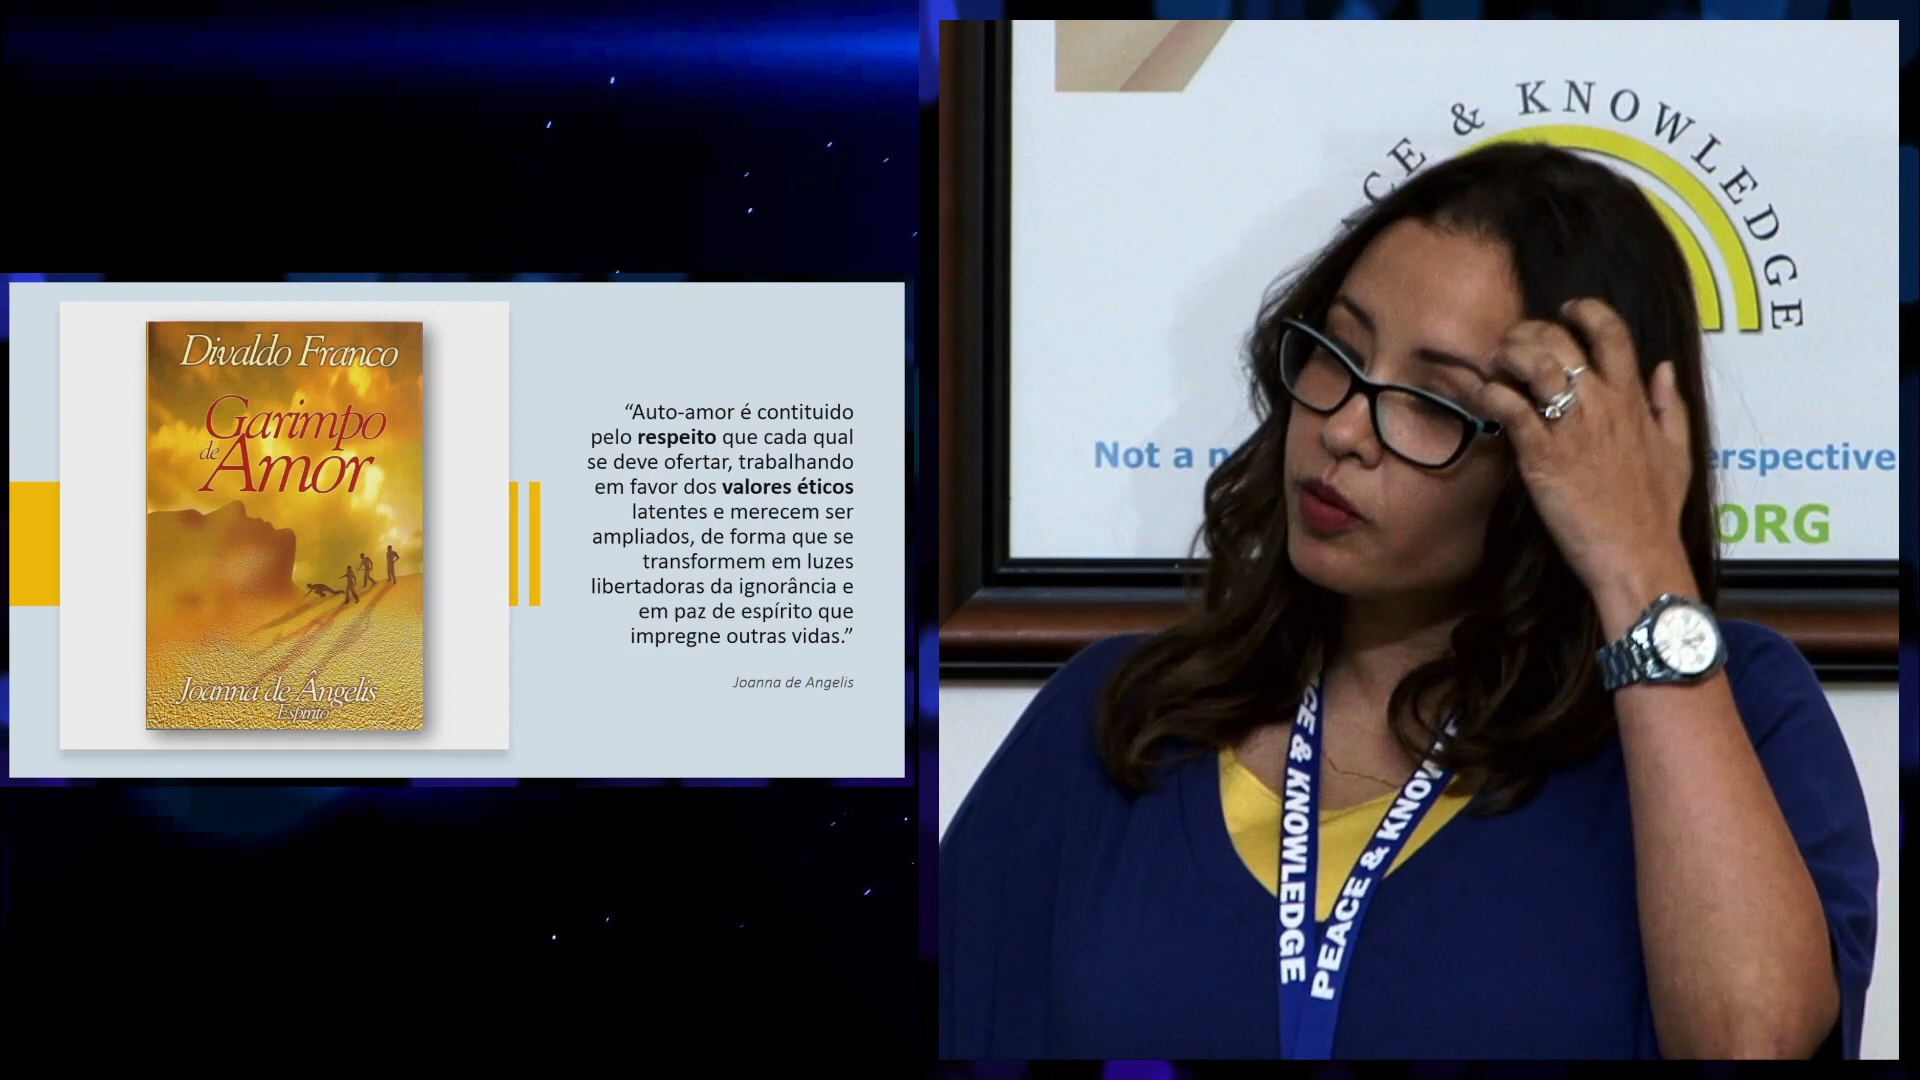 Divaldo Franco
Garimpo
de
Amor
Joanna de Ângelis
Espírito
“Auto-amor é contituido
pelo respeito que cada qual
se deve ofertar, trabalhando
em favor dos valores éticos
latentes e merecem ser
ampliados, de forma que se
transformem em luzes
libertadoras da ignorância e
em paz de espírito que
impregne outras vidas.”
Joanna de Angelis
CE & KNOWLEDGE
Not a n
erspective
ORG
CE & KNOWLEDGE
PEACE & KNOW